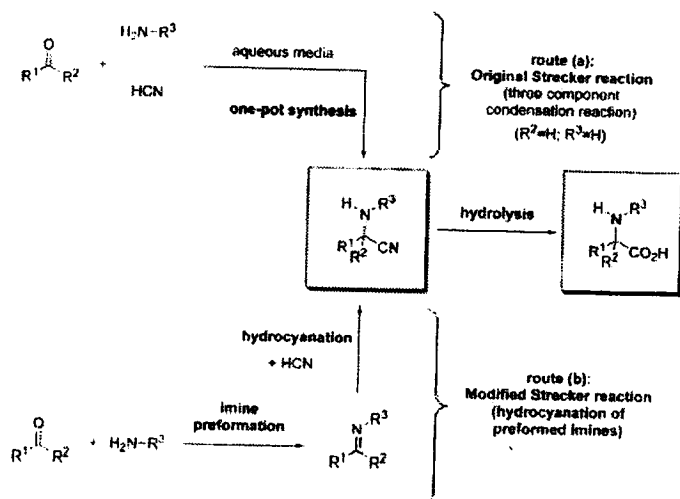 O
R¹ R²
+
H₂N-R³
HCN
aqueous media
one-pot synthesis
route (a):
Original Strecker reaction
(three component
condensation reaction)
(R²=H; R³=H)
H N R³
R¹ R² CN
hydrolysis
H N R³
R¹ R² CO₂H
hydrocyanation
+ HCN
route (b):
Modified Strecker reaction
(hydrocyanation of
preformed imines)
O
R¹ R²
+ H₂N-R³
imine
preformation
N R³
R¹ R²